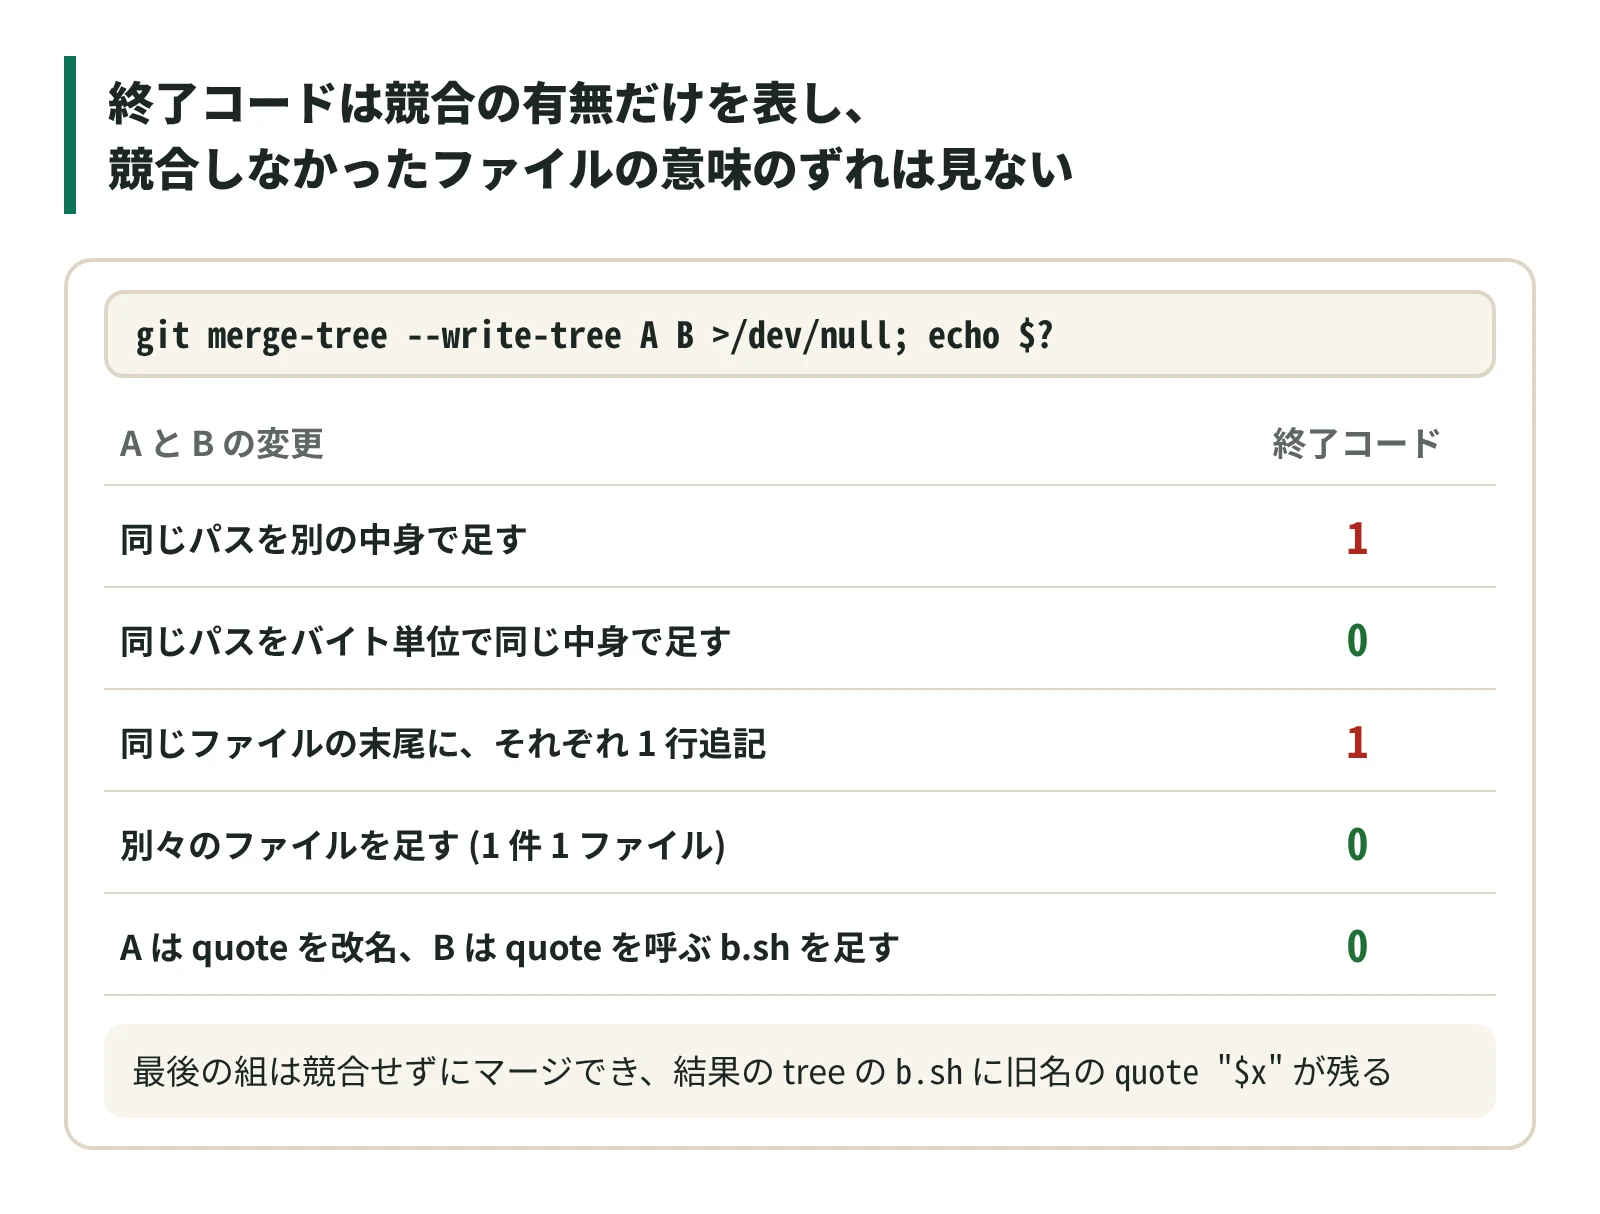 終了コードは競合の有無だけを表し、
競合しなかったファイルの意味のずれは見ない
git merge-tree --write-tree A B >/dev/null; echo $?
A と B の変更 終了コード
同じパスを別の中身で足す 1
同じパスをバイト単位で同じ中身で足す 0
同じファイルの末尾に、それぞれ 1 行追記 1
別々のファイルを足す (1 件 1 ファイル) 0
A は quote を改名、B は quote を呼ぶ b.sh を足す 0
最後の組は競合せずにマージでき、結果の tree の b.sh に旧名の quote "$x" が残る